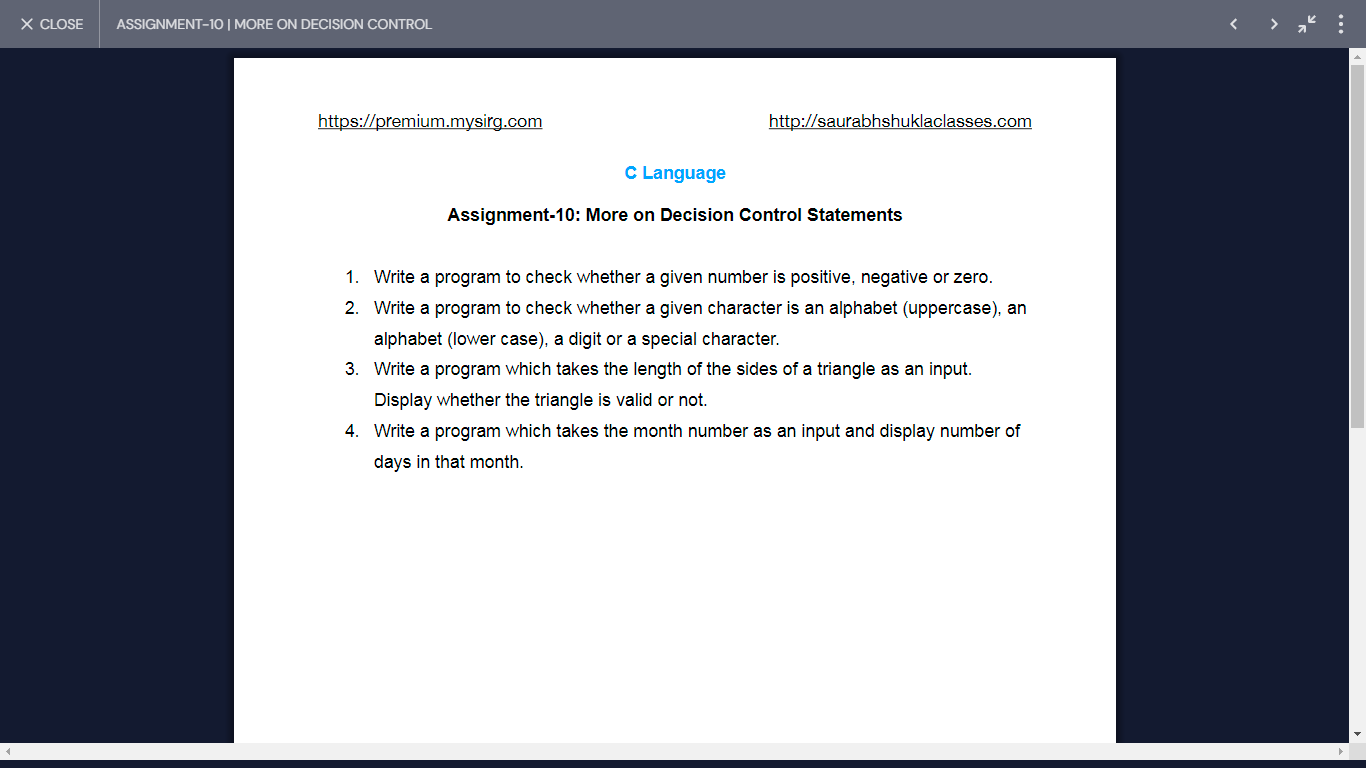 CLOSE
ASSIGNMENT-10 | MORE ON DECISION CONTROL
https://premium.mysirg.com
http://saurabhshuklaclasses.com
C Language
Assignment-10: More on Decision Control Statements
1. Write a program to check whether a given number is positive, negative or zero.
2. Write a program to check whether a given character is an alphabet (uppercase), an
alphabet (lower case), a digit or a special character.
3. Write a program which takes the length of the sides of a triangle as an input.
Display whether the triangle is valid or not.
4. Write a program which takes the month number as an input and display number of
days in that month.